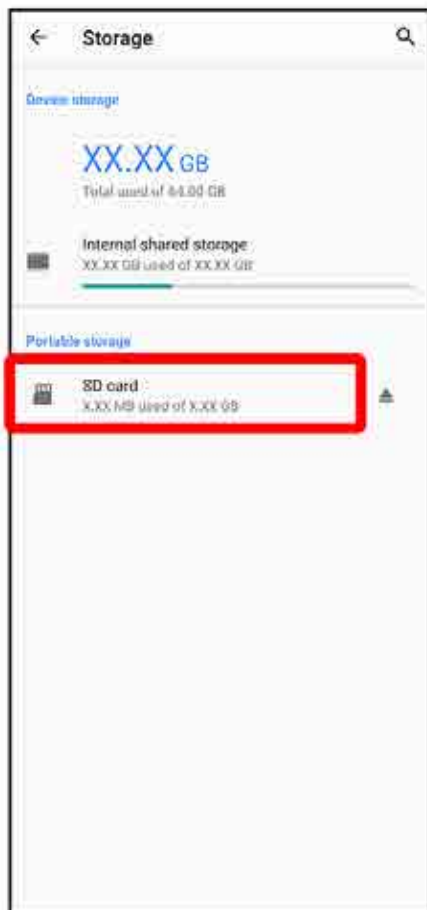 Storage
Device storage
XX.XX GB
Total used of 64.00 GB
Internal shared storage
XX.XX GB used of XX.XX GB
Portable storage
SD card
X.XX MB used of X.XX GB